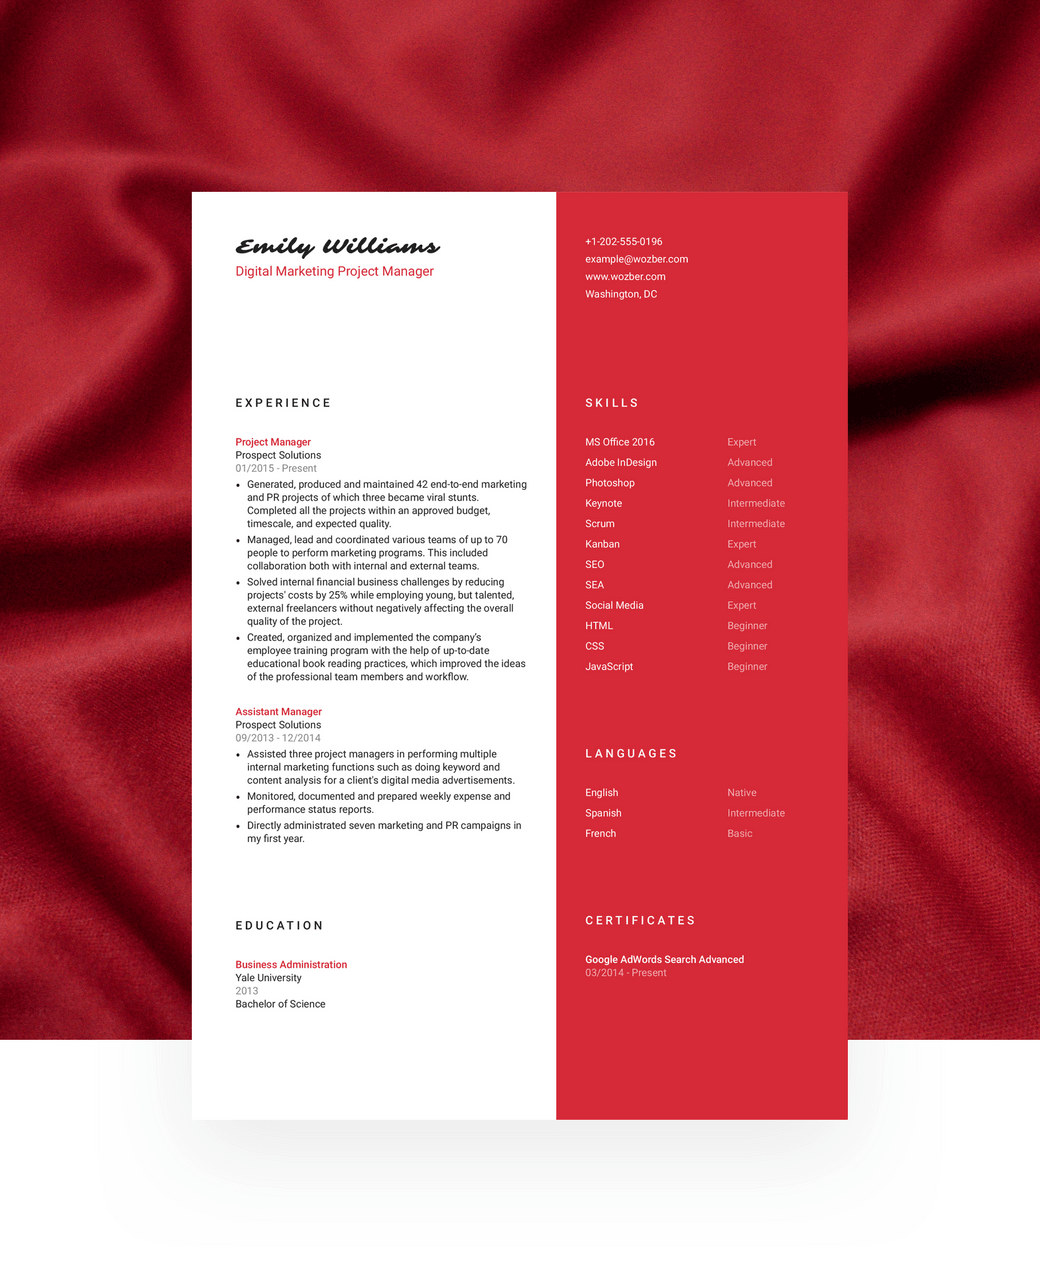 Emily Williams
Digital Marketing Project Manager
EXPERIENCE
Project Manager
Prospect Solutions
01/2015 - Present
• Generated, produced and maintained 42 end-to-end marketing
and PR projects of which three became viral stunts.
Completed all the projects within an approved budget,
timescale, and expected quality.
• Managed, lead and coordinated various teams of up to 70
people to perform marketing programs. This included
collaboration both with internal and external teams.
• Solved internal financial business challenges by reducing
projects' costs by 25% while employing young, but talented,
external freelancers without negatively affecting the overall
quality of the project.
• Created, organized and implemented the company's
employee training program with the help of up-to-date
educational book reading practices, which improved the ideas
of the professional team members and workflow.
Assistant Manager
Prospect Solutions
09/2013 - 12/2014
• Assisted three project managers in performing multiple
internal marketing functions such as doing keyword and
content analysis for a client's digital media advertisements.
• Monitored, documented and prepared weekly expense and
performance status reports.
• Directly administrated seven marketing and PR campaigns in
my first year.
EDUCATION
Business Administration
Yale University
2013
Bachelor of Science
+1-202-555-0196
example@wozber.com
www.wozber.com
Washington, DC
SKILLS
MS Office 2016 Expert
Adobe InDesign Advanced
Photoshop Advanced
Keynote Intermediate
Scrum Intermediate
Kanban Expert
SEO Advanced
SEA Advanced
Social Media Expert
HTML Beginner
CSS Beginner
JavaScript Beginner
LANGUAGES
English Native
Spanish Intermediate
French Basic
CERTIFICATES
Google AdWords Search Advanced
03/2014 - Present